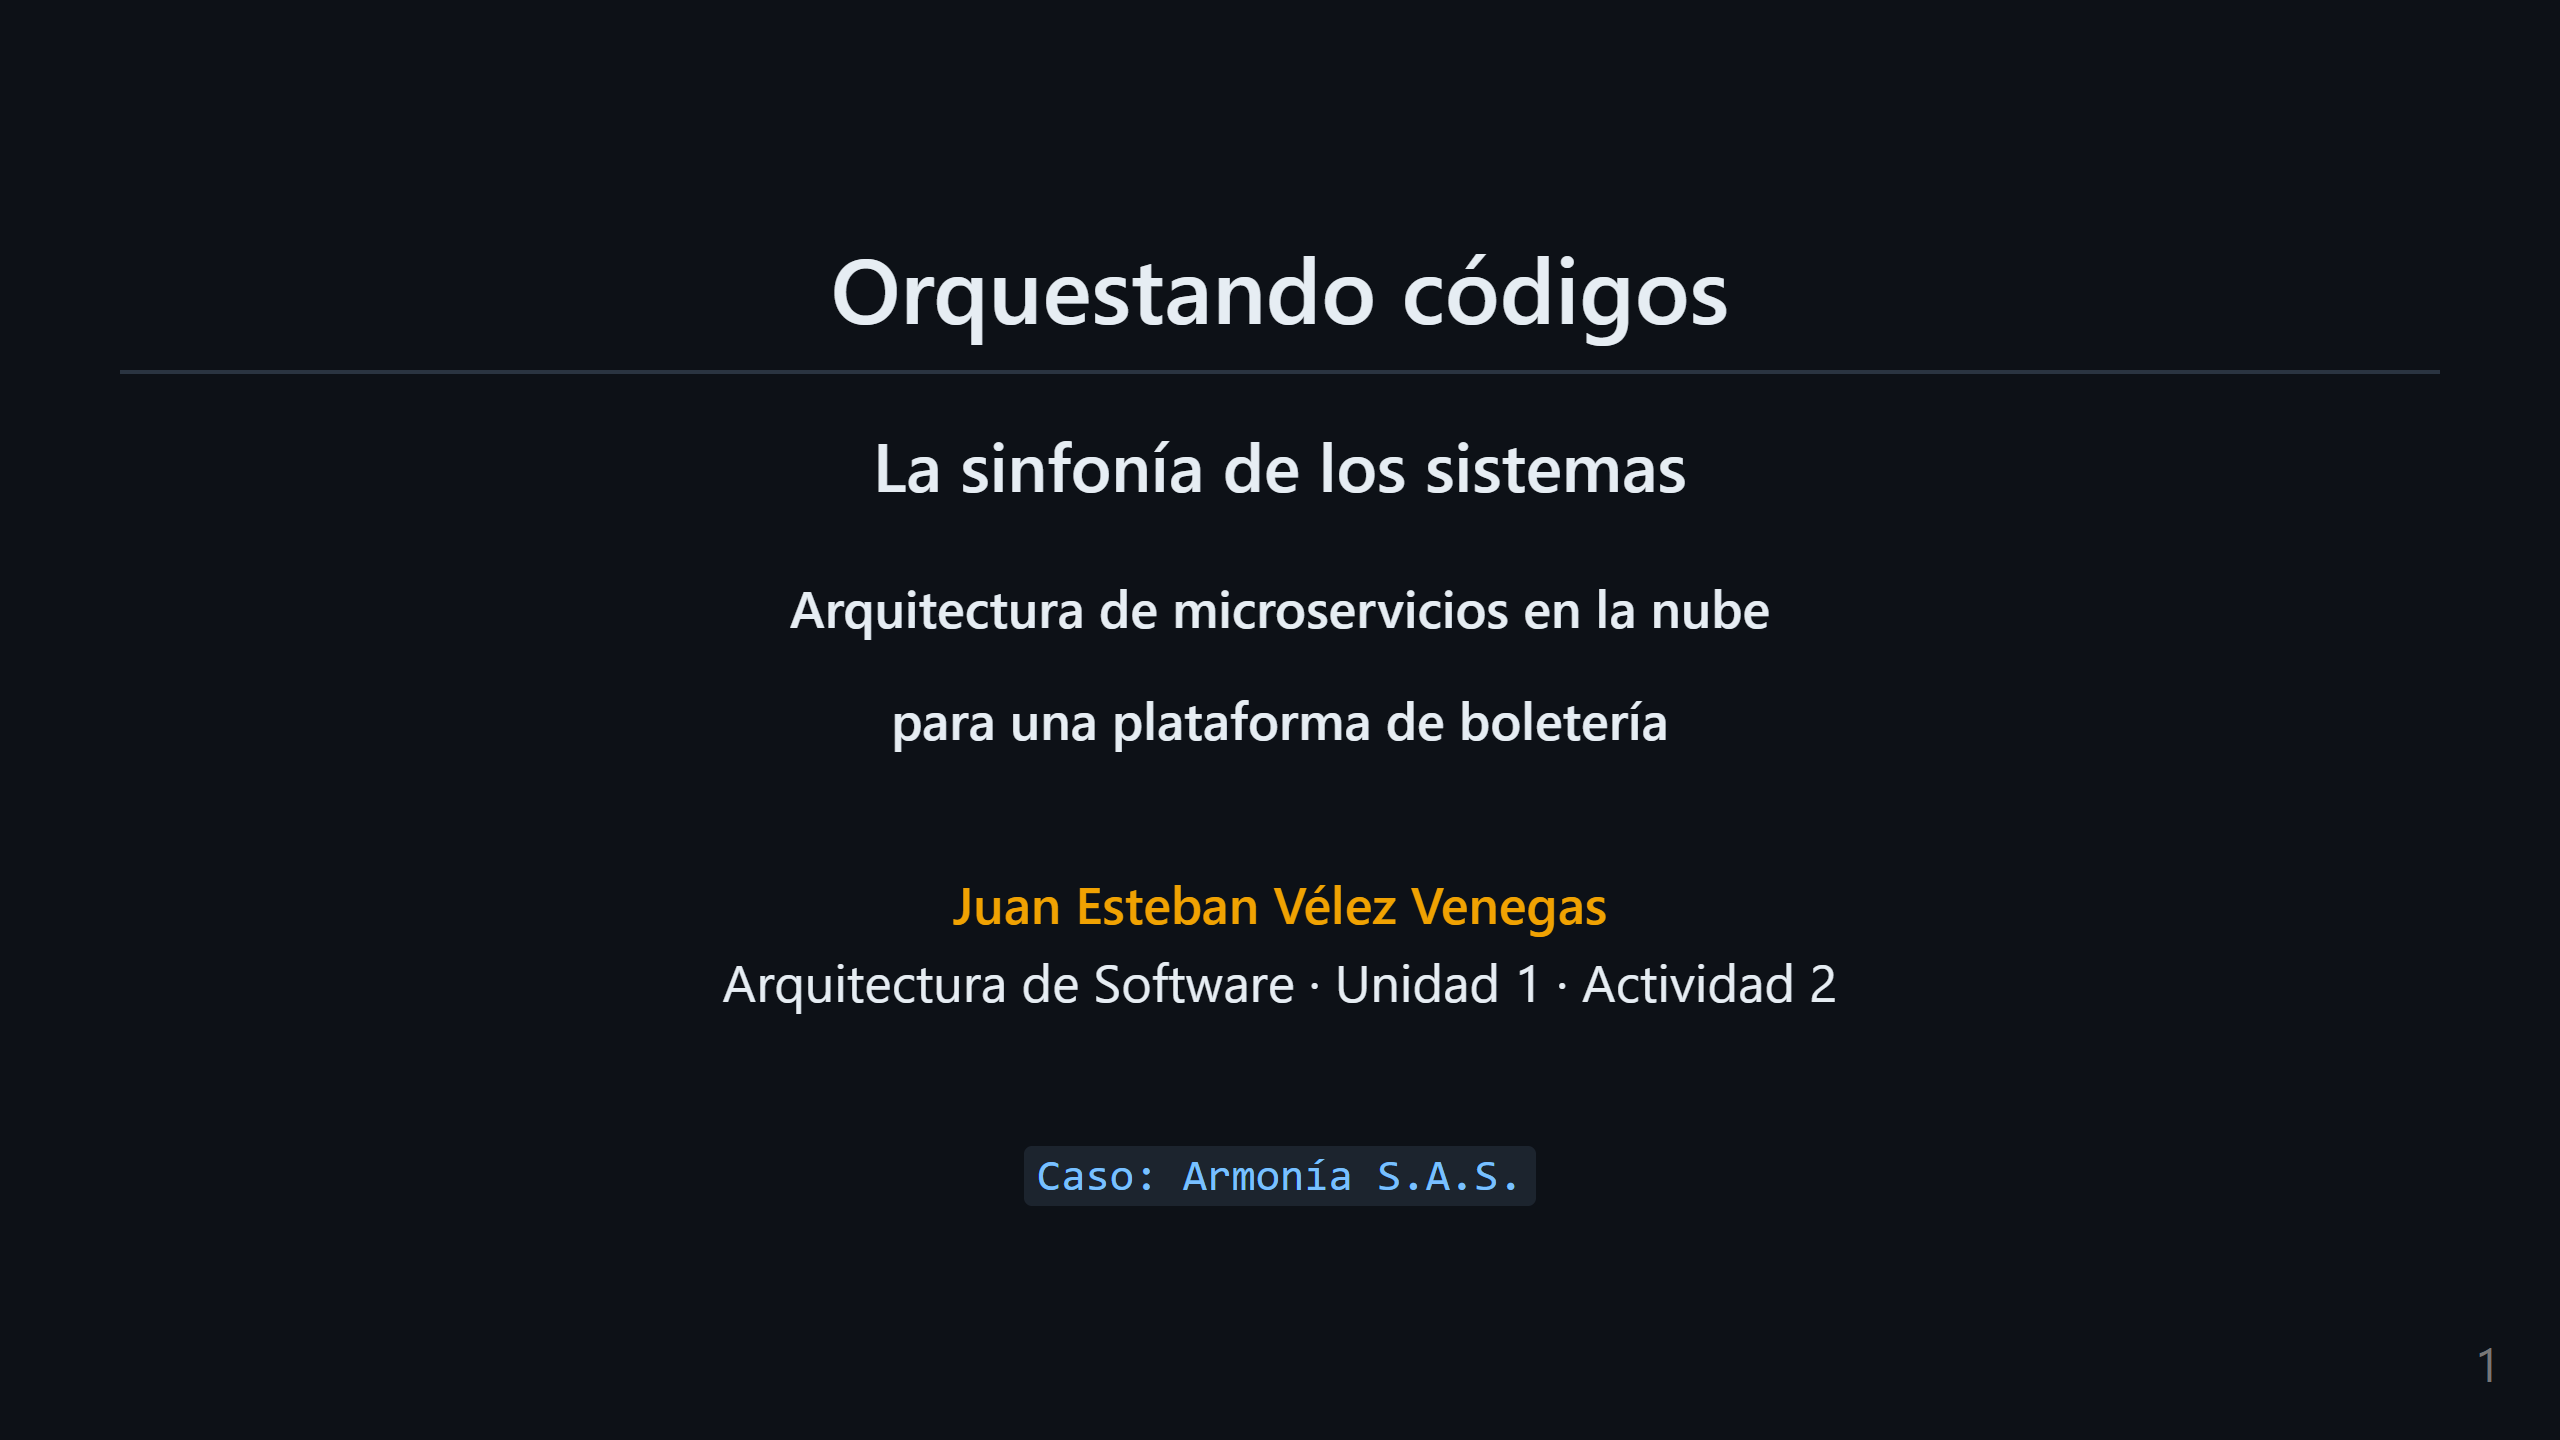 Orquestando códigos
La sinfonía de los sistemas
Arquitectura de microservicios en la nube
para una plataforma de boletería
Juan Esteban Vélez Venegas
Arquitectura de Software · Unidad 1 · Actividad 2
Caso: Armonía S.A.S.
1